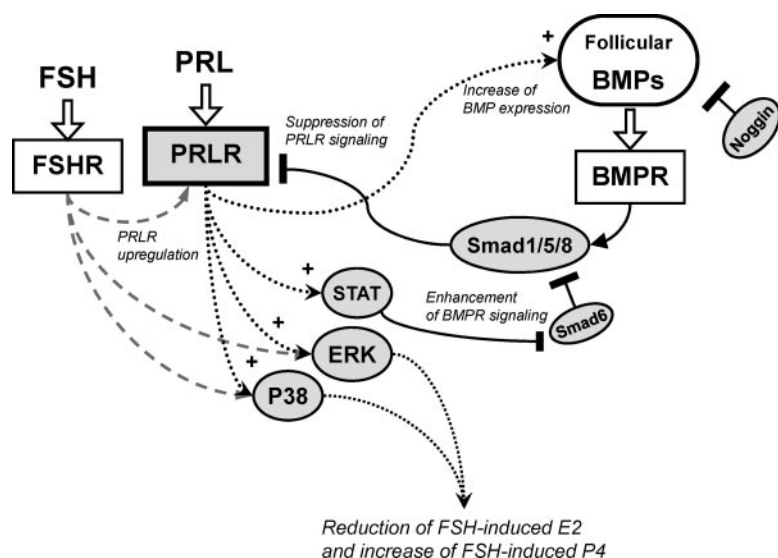 FSH
PRL
FSHR
PRLR
PRLR
upregulation
Suppression of
PRLR signaling
+
Increase of
BMP expression
Follicular
BMPs
Noggin
BMPR
Smad1/5/8
Smad6
Enhancement
of BMPR signaling
+
STAT
+
ERK
+
P38
Reduction of FSH-induced E2
and increase of FSH-induced P4